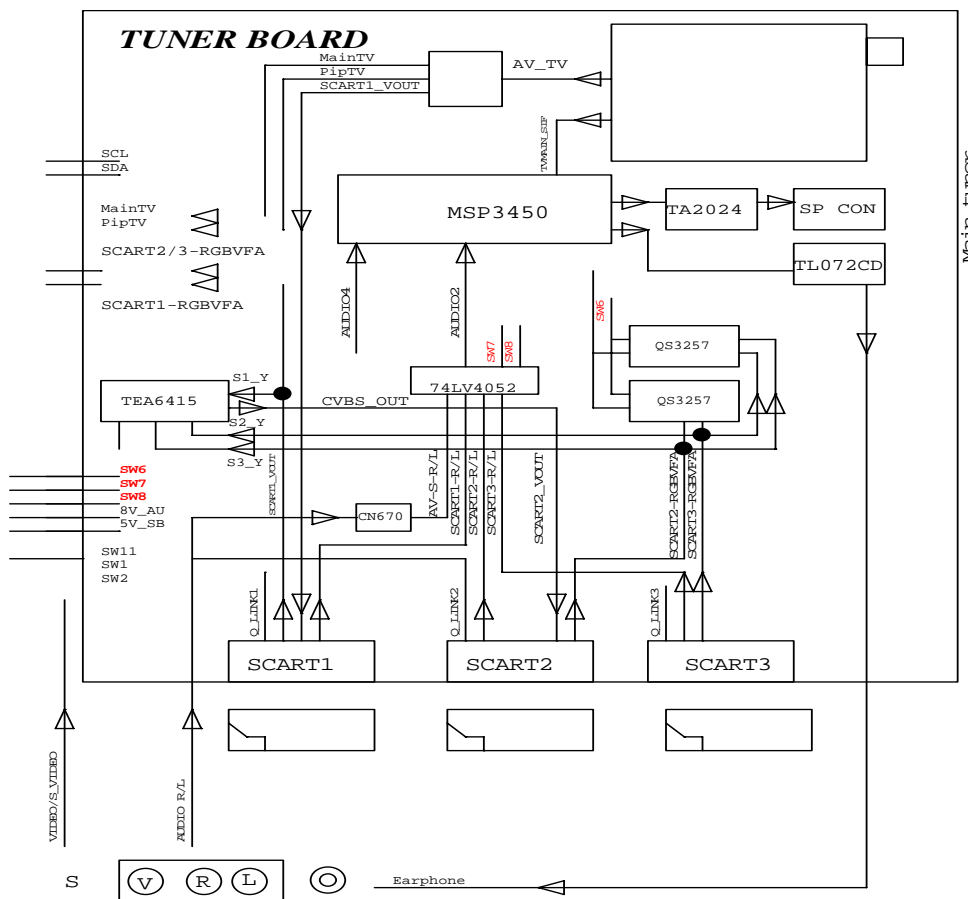 TUNER BOARD
MainTV
PipTV
SCART1_VOUT
AV_TV
TVMAIN_SIF
SCL
SDA
MainTV
PipTV
SCART2/3-RGBVFA
SCART1-RGBVFA
MSP3450
TA2024
SP CON
TL072CD
Main tuner
AUDIO4
AUDIO2
SW6
SW7
SW8
QS3257
QS3257
74LV4052
TEA6415
S1_Y
CVBS_OUT
S2_Y
S3_Y
SCART1_VOUT
AV-S-R/L
SCART1-R/L
SCART2-R/L
SCART3-R/L
SCART2_VOUT
SCART2-RGBVFA
SCART3-RGBVFA
SW6
SW7
SW8
8V_AU
5V_SB
SW11
SW1
SW2
CN670
Q_LINK1
Q_LINK2
Q_LINK3
SCART1
SCART2
SCART3
VIDEO/S_VIDEO
AUDIO R/L
S
V
R
L
Earphone